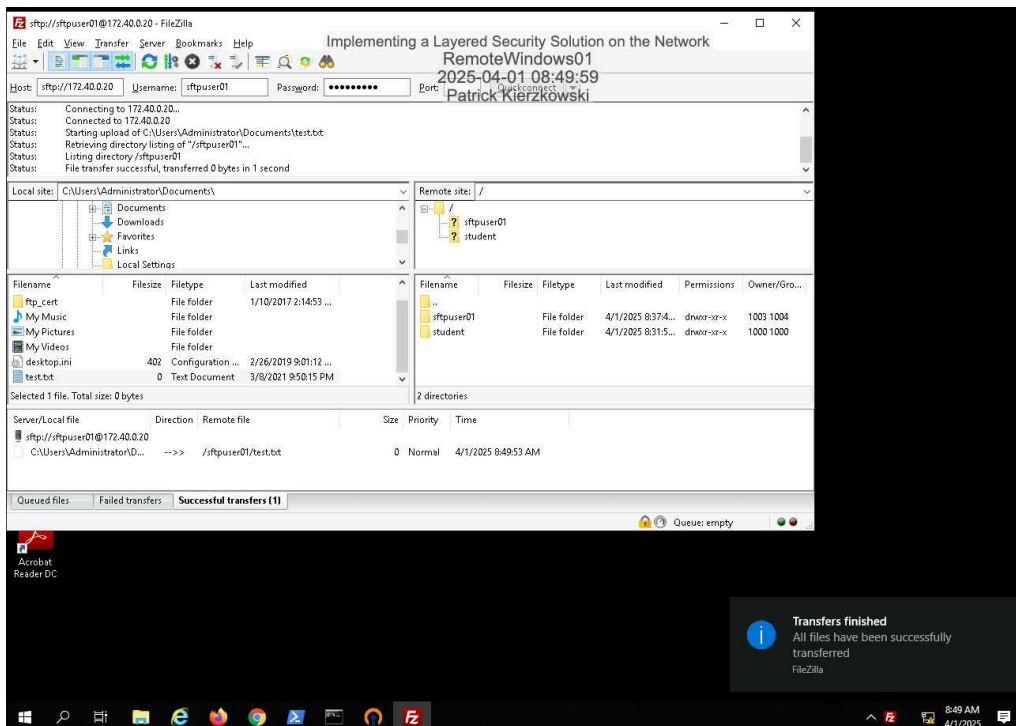 sftp://sftpuser01@172.40.0.20 - FileZilla
File Edit View Transfer Server Bookmarks Help
Implementing a Layered Security Solution on the Network
RemoteWindows01
2025-04-01 08:49:59
Patrick Kierzkowski
Host: sftp://172.40.0.20 Username: sftpuser01 Password: ●●●●●●●●● Port: Quickconnect
Status: Connecting to 172.40.0.20...
Status: Connected to 172.40.0.20
Status: Starting upload of C:\Users\Administrator\Documents\test.txt
Status: Retrieving directory listing of "/sftpuser01"...
Status: Listing directory /sftpuser01
Status: File transfer successful, transferred 0 bytes in 1 second
Local site: C:\Users\Administrator\Documents\
Documents
Downloads
Favorites
Links
Local Settings
Remote site: /
/
sftpuser01
student
Filename Filesize Filetype Last modified
ftp_cert File folder 1/10/2017 2:14:53 ...
My Music File folder
My Pictures File folder
My Videos File folder
desktop.ini 402 Configuration ... 2/26/2019 9:01:12 ...
test.txt 0 Text Document 3/8/2021 9:50:15 PM
Selected 1 file. Total size: 0 bytes
Filename Filesize Filetype Last modified Permissions Owner/Gro...
..
sftpuser01 File folder 4/1/2025 8:37:4... drwxr-xr-x 1003 1004
student File folder 4/1/2025 8:31:5... drwxr-xr-x 1000 1000
2 directories
Server/Local file Direction Remote file Size Priority Time
sftp://sftpuser01@172.40.0.20
C:\Users\Administrator\D... -->> /sftpuser01/test.txt 0 Normal 4/1/2025 8:49:53 AM
Queued files Failed transfers Successful transfers (1)
Queue: empty
Acrobat
Reader DC
Transfers finished
All files have been successfully
transferred
FileZilla
8:49 AM
4/1/2025